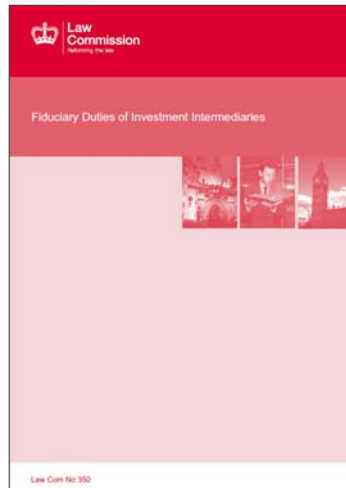 Law
Commission
Reforming the law
Fiduciary Duties of Investment Intermediaries
Law Com No 350